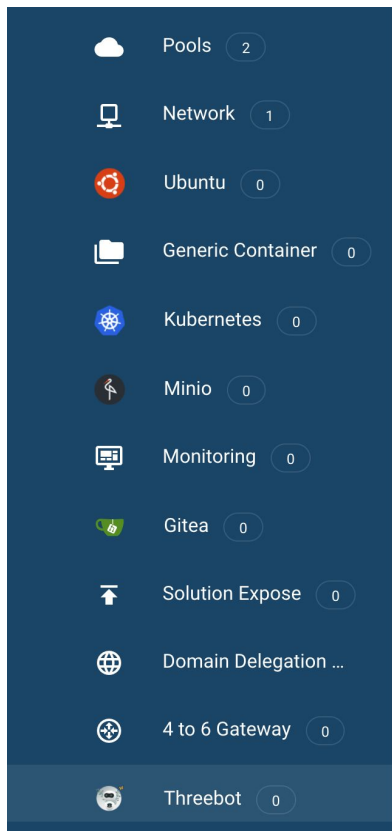 Pools 2
Network 1
Ubuntu 0
Generic Container 0
Kubernetes 0
Minio 0
Monitoring 0
Gitea 0
Solution Expose 0
Domain Delegation ...
4 to 6 Gateway 0
Threebot 0